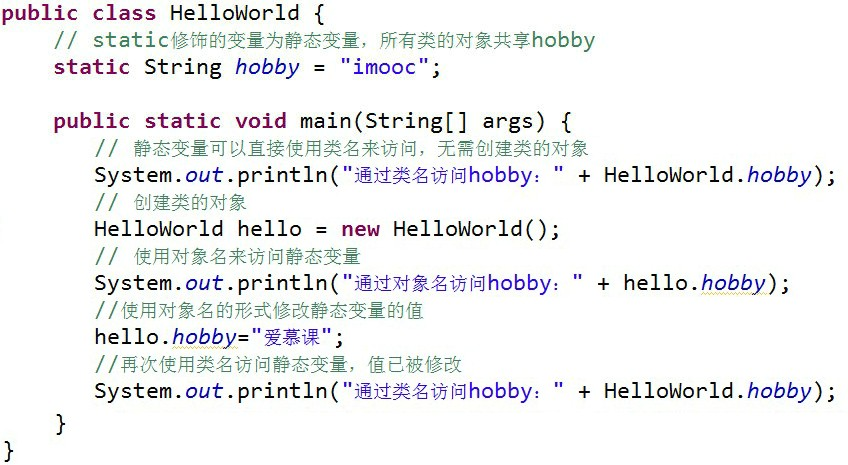 public class HelloWorld {
// static修饰的变量为静态变量，所有类的对象共享hobby
static String hobby = "imooc";
public static void main(String[] args) {
// 静态变量可以直接使用类名来访问，无需创建类的对象
System.out.println("通过类名访问hobby：" + HelloWorld.hobby);
// 创建类的对象
HelloWorld hello = new HelloWorld();
// 使用对象名来访问静态变量
System.out.println("通过对象名访问hobby：" + hello.hobby);
//使用对象名的形式修改静态变量的值
hello.hobby="爱慕课";
//再次使用类名访问静态变量，值已被修改
System.out.println("通过类名访问hobby：" + HelloWorld.hobby);
}
}